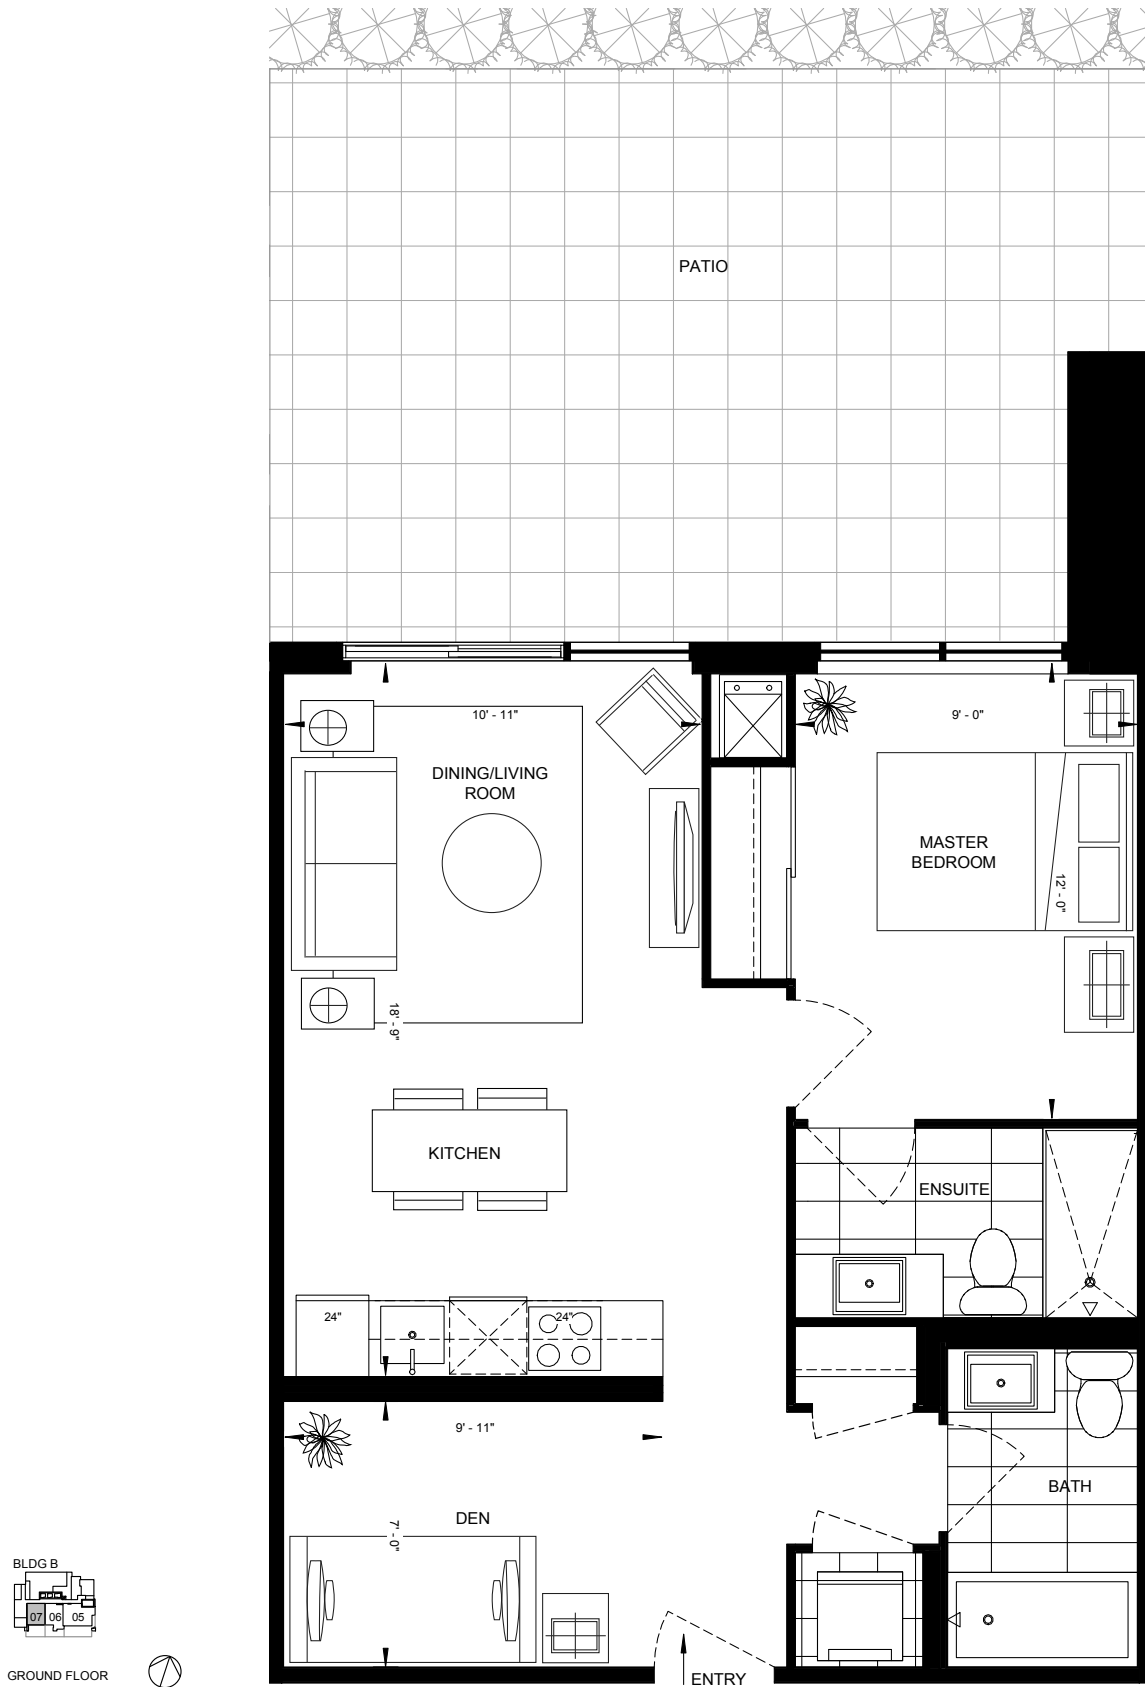 PATIO
10' - 11"
9' - 0"
DINING/LIVING
ROOM
MASTER
BEDROOM
12' - 0"
18' - 9"
KITCHEN
ENSUITE
24"
24"
9' - 11"
BATH
DEN
7' - 0"
BLDG B
07 06 05
GROUND FLOOR
ENTRY